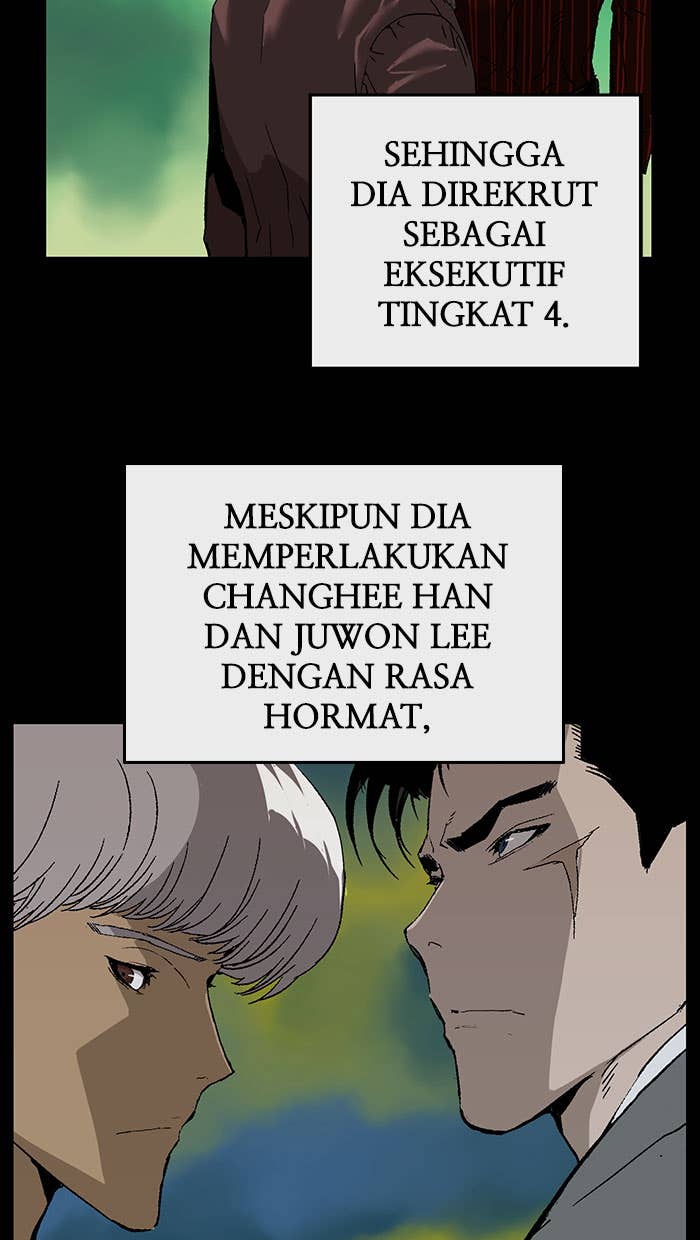 SEHINGGA
DIA DIREKRUT
SEBAGAI
EKSEKUTIF
TINGKAT 4.
MESKIPUN DIA
MEMPERLAKUKAN
CHANGHEE HAN
DAN JUWON LEE
DENGAN RASA
HORMAT,